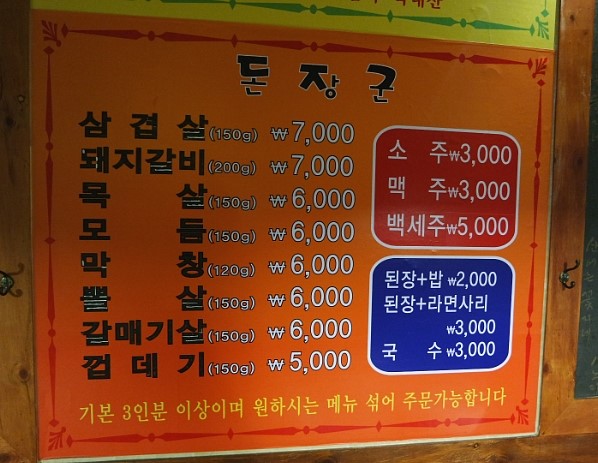 돈장군
삼겹살(150g) ₩7,000
돼지갈비(200g) ₩7,000
목살(150g) ₩6,000
모듬(150g) ₩6,000
막창(120g) ₩6,000
뽈살(150g) ₩6,000
갈매기살(150g) ₩6,000
껍데기(150g) ₩5,000
소주₩3,000
맥주₩3,000
백세주₩5,000
된장+밥 ₩2,000
된장+라면사리
₩3,000
국수 ₩3,000
기본 3인분 이상이며 원하시는 메뉴 섞어 주문가능합니다